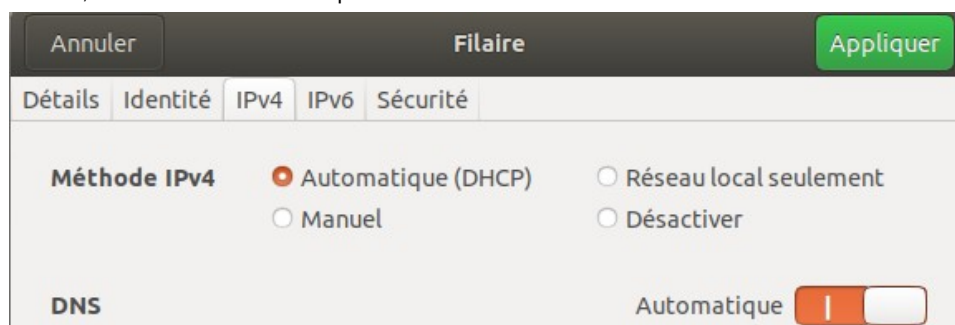 Annuler Filaire Appliquer
Détails Identité IPv4 IPv6 Sécurité
Méthode IPv4 Automatique (DHCP) Réseau local seulement
Manuel Désactiver
DNS Automatique